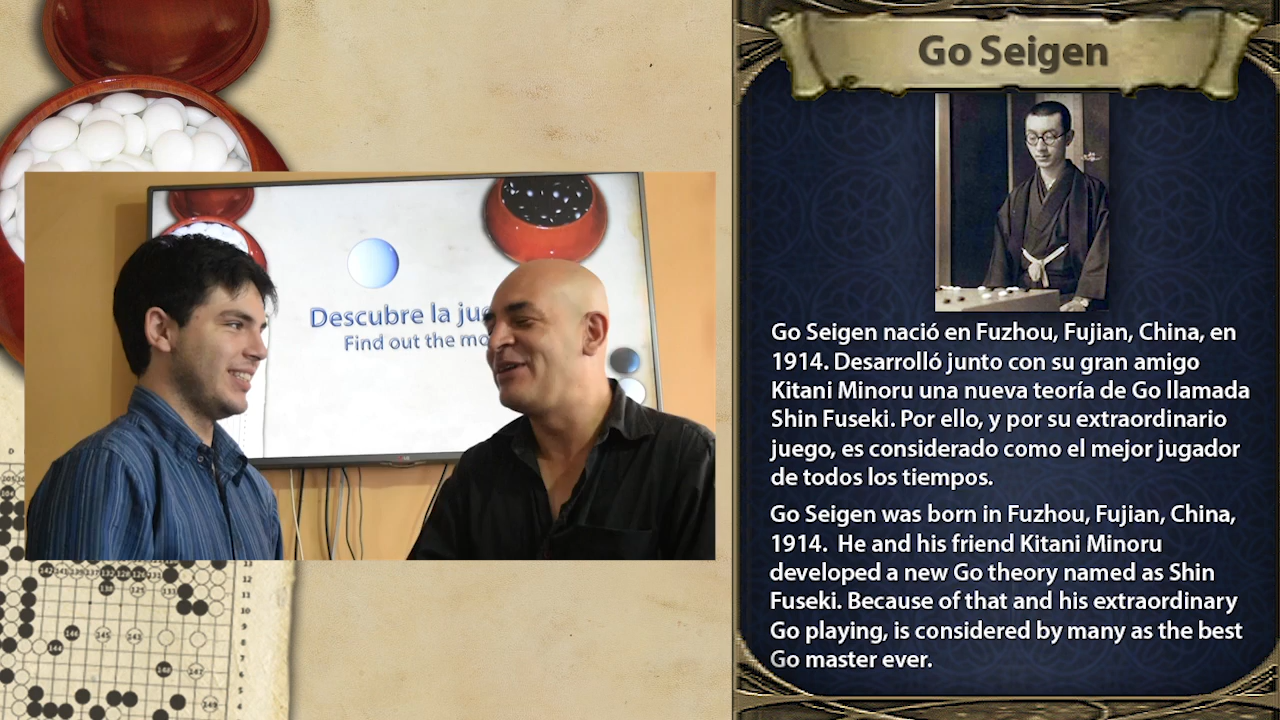 Go Seigen
Descubre la
Find out the
Go Seigen nació en Fuzhou, Fujian, China, en
1914. Desarrolló junto con su gran amigo
Kitani Minoru una nueva teoría de Go llamada
Shin Fuseki. Por ello, y por su extraordinario
juego, es considerado como el mejor jugador
de todos los tiempos.
Go Seigen was born in Fuzhou, Fujian, China,
1914.  He and his friend Kitani Minoru
developed a new Go theory named as Shin
Fuseki. Because of that and his extraordinary
Go playing, is considered by many as the best
Go master ever.